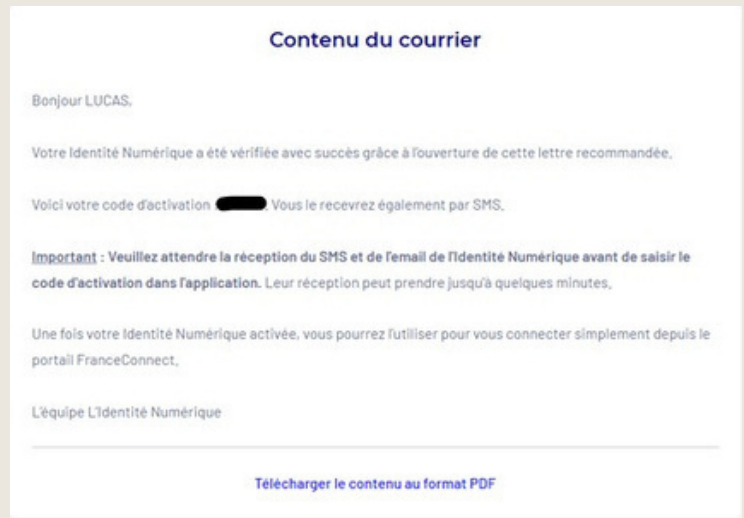 Contenu du courrier
Bonjour LUCAS,
Votre Identité Numérique a été vérifiée avec succès grâce à l'ouverture de cette lettre recommandée.
Voici votre code d'activation Vous le recevrez également par SMS.
Important : Veuillez attendre la réception du SMS et de l'email de l'Identité Numérique avant de saisir le
code d'activation dans l'application. Leur réception peut prendre jusqu'à quelques minutes.
Une fois votre Identité Numérique activée, vous pourrez l'utiliser pour vous connecter simplement depuis le
portail FranceConnect.
L'équipe L'Identité Numérique
Télécharger le contenu au format PDF